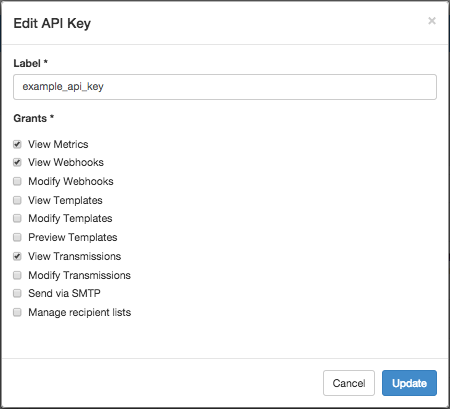 Edit API Key ×
Label *
example_api_key
Grants *
View Metrics
View Webhooks
Modify Webhooks
View Templates
Modify Templates
Preview Templates
View Transmissions
Modify Transmissions
Send via SMTP
Manage recipient lists
Cancel Update